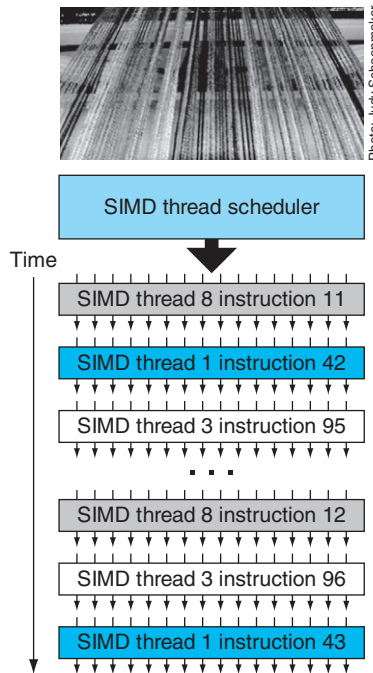 Photo: Judy Schoonmaker
SIMD thread scheduler
Time
SIMD thread 8 instruction 11
SIMD thread 1 instruction 42
SIMD thread 3 instruction 95
. . .
SIMD thread 8 instruction 12
SIMD thread 3 instruction 96
SIMD thread 1 instruction 43